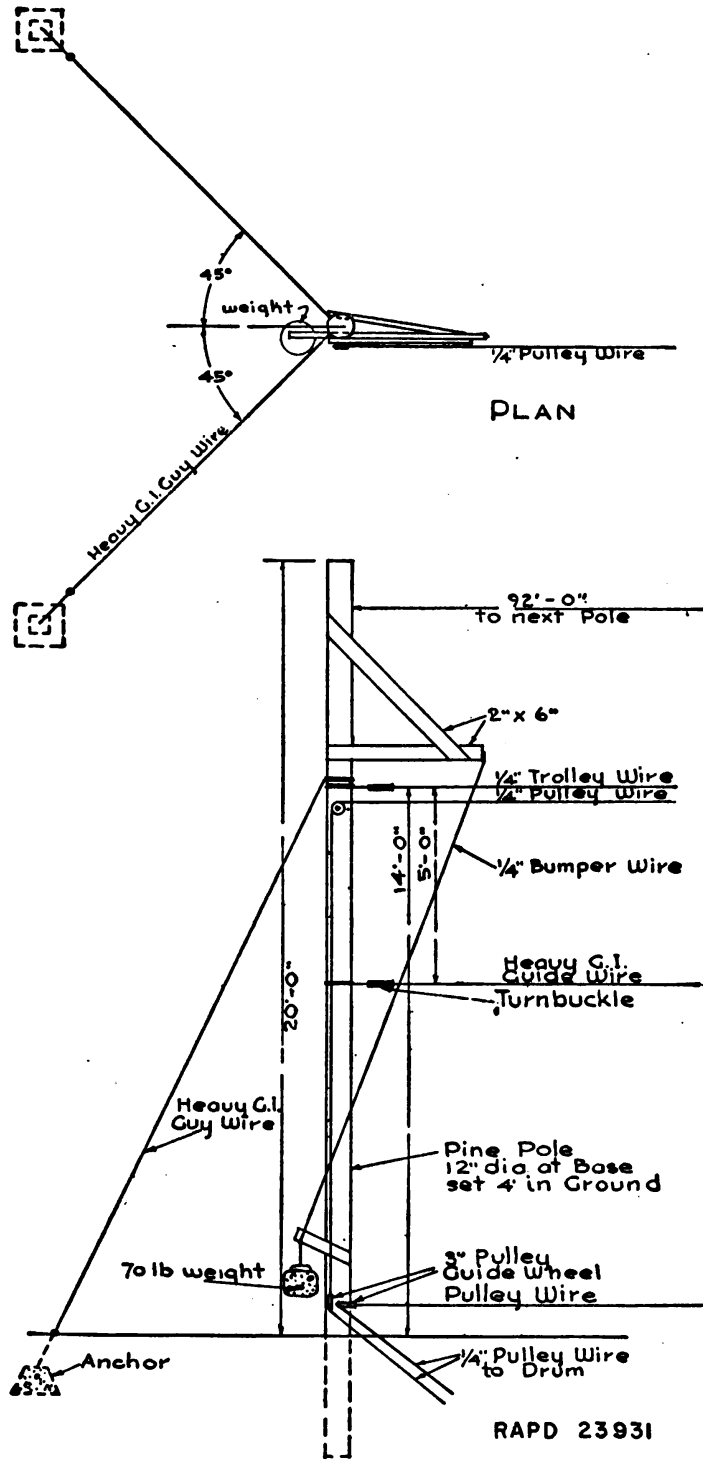 45°
weight
45°
1/4" Pulley Wire
PLAN
Heavy G.I. Guy Wire
92'-0"
to next Pole
2" x 6"
1/4" Trolley Wire
1/4" Pulley Wire
14'-0"
5'-0"
1/4" Bumper Wire
20'-0"
Heavy G.I.
Guide Wire
Turnbuckle
Heavy G.I.
Guy Wire
Pine Pole
12" dia at Base
set 4' in Ground
70 lb weight
3" Pulley
Guide Wheel
Pulley Wire
Anchor
1/4" Pulley Wire
to Drum
RAPD 23931